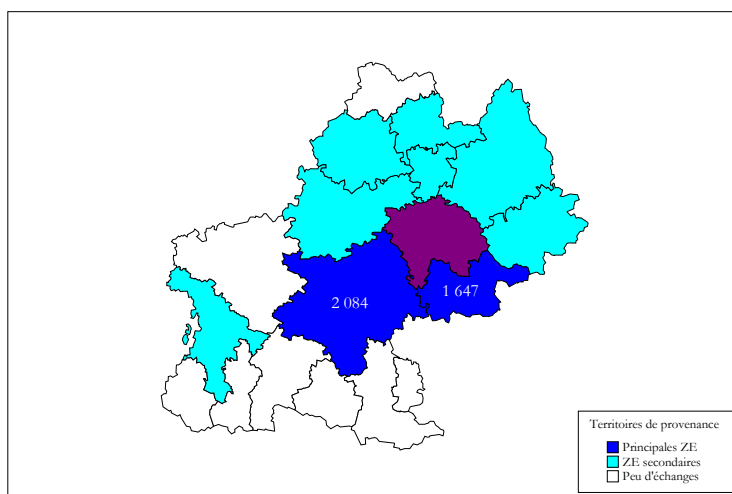 2 084
1 647
Territoires de provenance
Principales ZE
ZE secondaires
Peu d'échanges